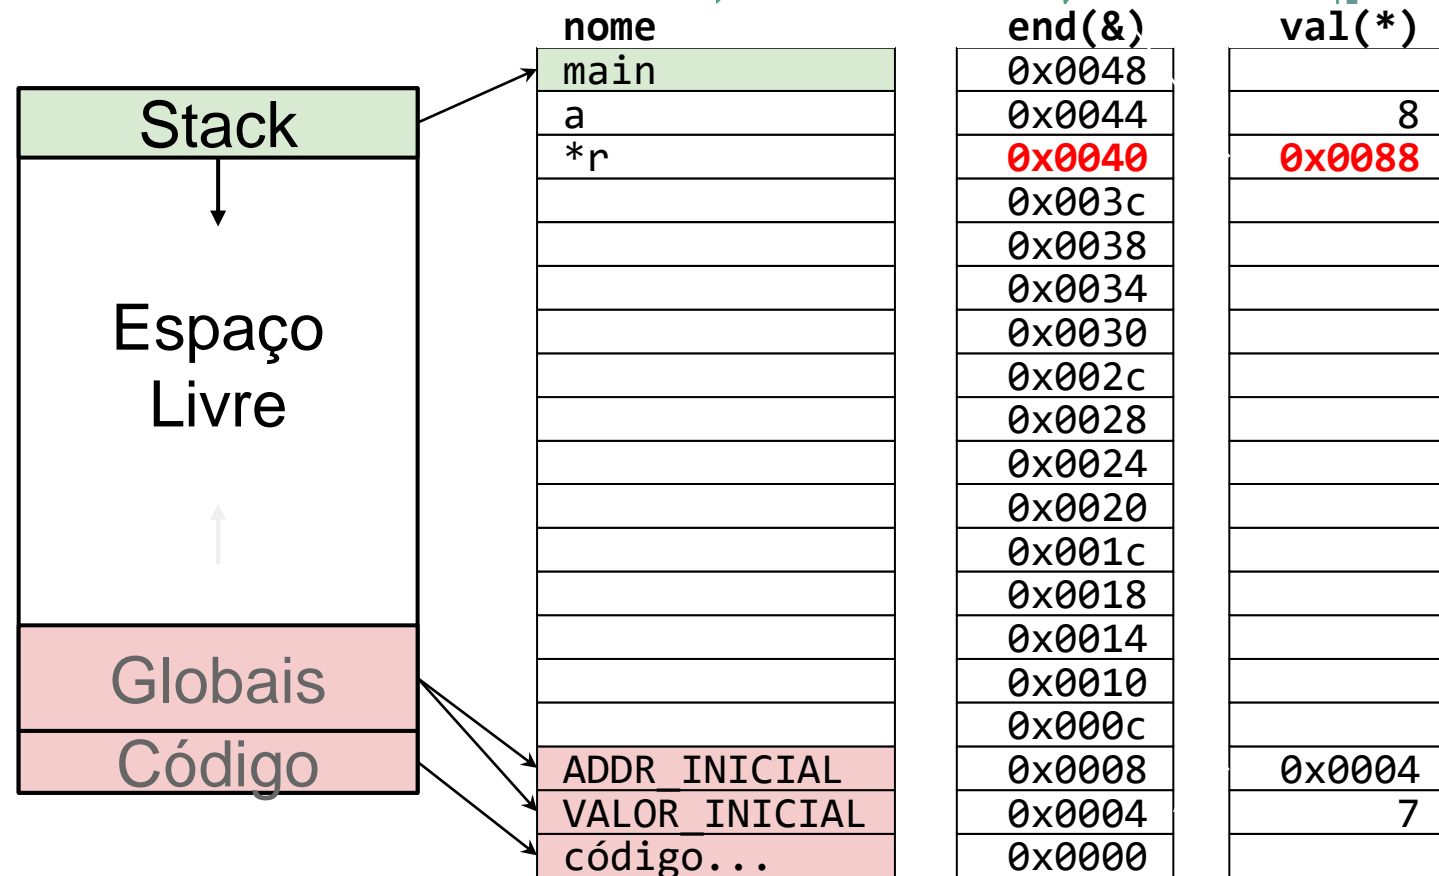 nome end(&) val(*)
main 0x0048
Stack
a 0x0044 8
*r 0x0040 0x0088
0x003c
0x0038
0x0034
Espaço
0x0030
0x002c
Livre
0x0028
0x0024
0x0020
0x001c
0x0018
0x0014
Globais
0x0010
0x000c
Código
ADDR_INICIAL 0x0008 0x0004
VALOR_INICIAL 0x0004 7
código... 0x0000